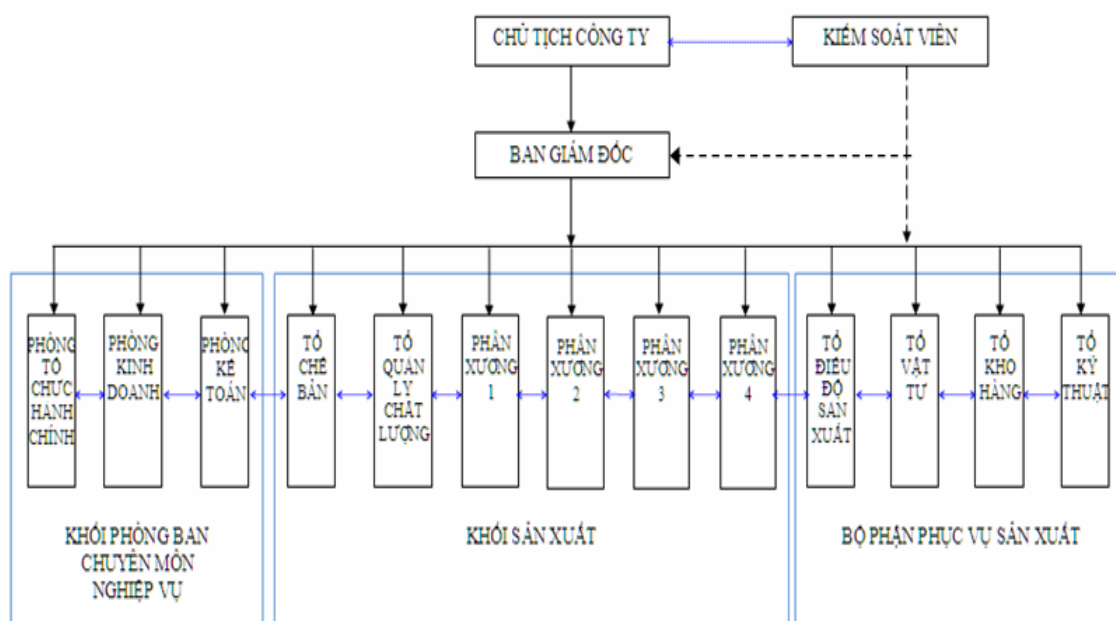 CHỦ TỊCH CÔNG TY
KIỂM SOÁT VIÊN
BAN GIÁM ĐỐC
PHÒNG
TỔ
CHỨC
HÀNH
CHÍNH
PHÒNG
KINH
DOANH
PHÒNG
KẾ
TOÁN
TỔ
CHẾ
BẢN
TỔ
QUẢN
LÝ
CHẤT
LƯỢNG
PHÂN
XƯỞNG
1
PHÂN
XƯỞNG
2
PHÂN
XƯỞNG
3
PHÂN
XƯỞNG
4
TỔ
ĐIỀU
ĐỘ
SẢN
XUẤT
TỔ
VẬT
TƯ
TỔ
KHO
HÀNG
TỔ
KỸ
THUẬT
KHỐI PHÒNG BAN
CHUYÊN MÔN
NGHIỆP VỤ
KHỐI SẢN XUẤT
BỘ PHẬN PHỤC VỤ SẢN XUẤT